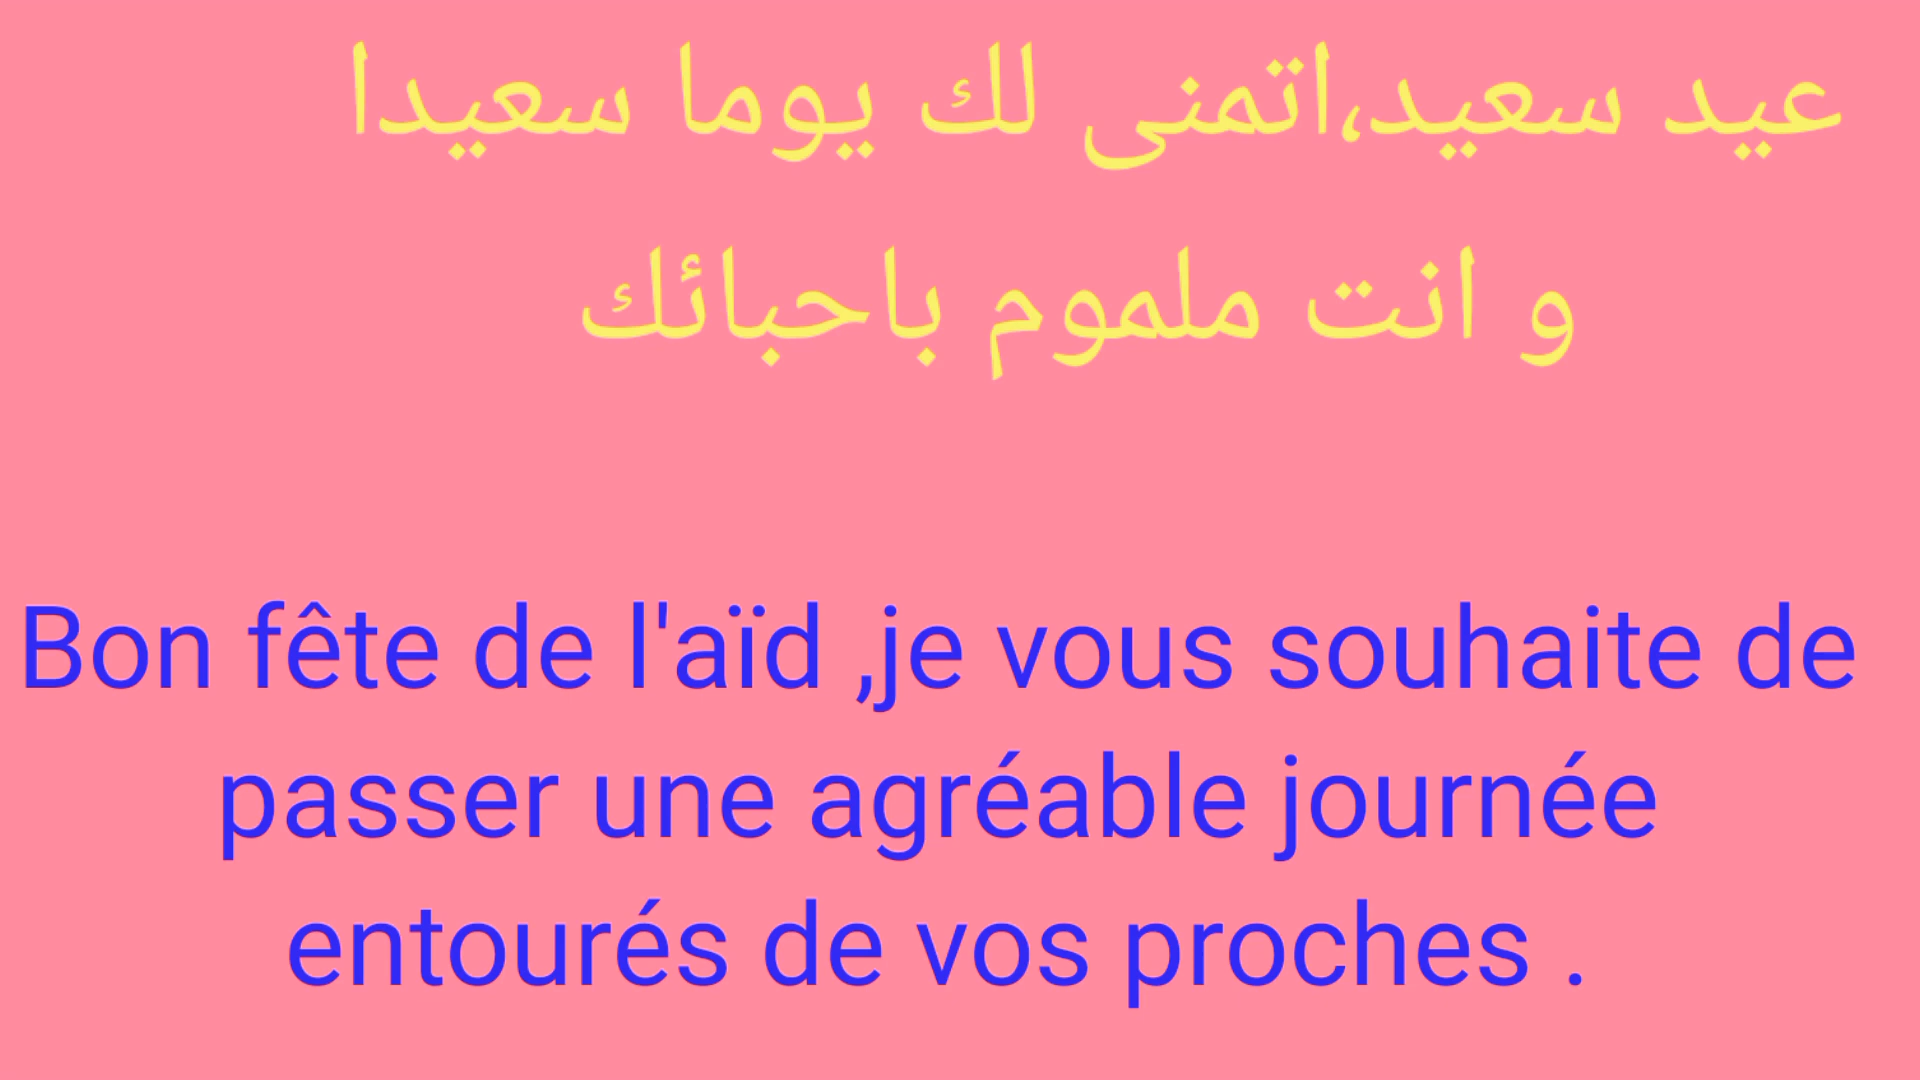 عيد سعيد،اتمنى لك يوما سعيدا
و انت ملموم باحبائك
Bon fête de l'aïd ,je vous souhaite de
passer une agréable journée
entourés de vos proches .